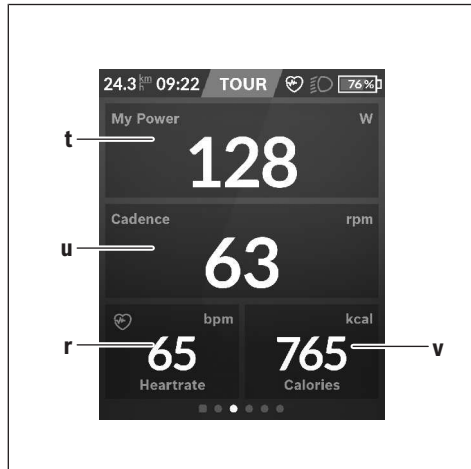 24.3 km/h 09:22 TOUR 76 %
My Power W
t
128
Cadence rpm
u
63
bpm kcal
r 65 765 v
Heartrate Calories